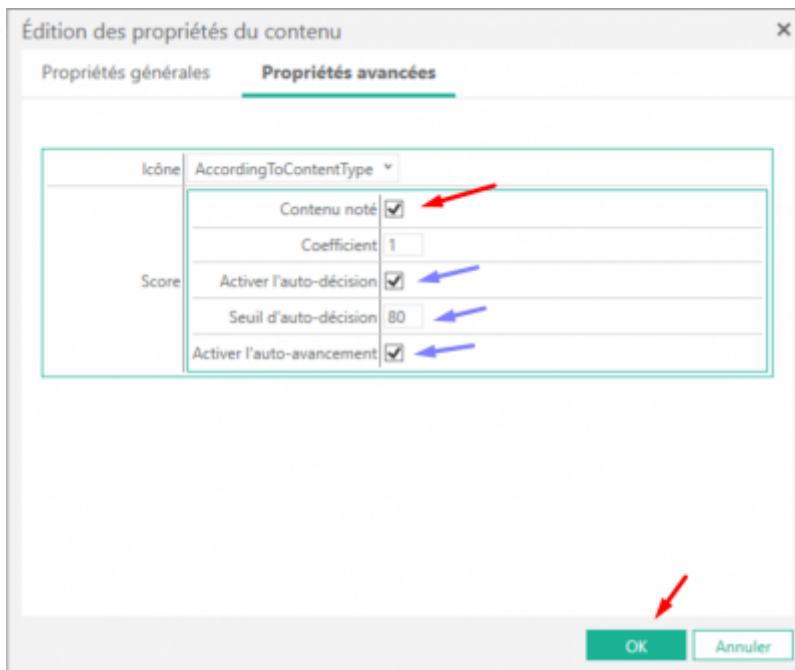 Édition des propriétés du contenu
Propriétés générales Propriétés avancées
Icône AccordingToContentType
Contenu noté
Coefficient 1
Score Activer l'auto-décision
Seuil d'auto-décision 80
Activer l'auto-avancement
OK Annuler